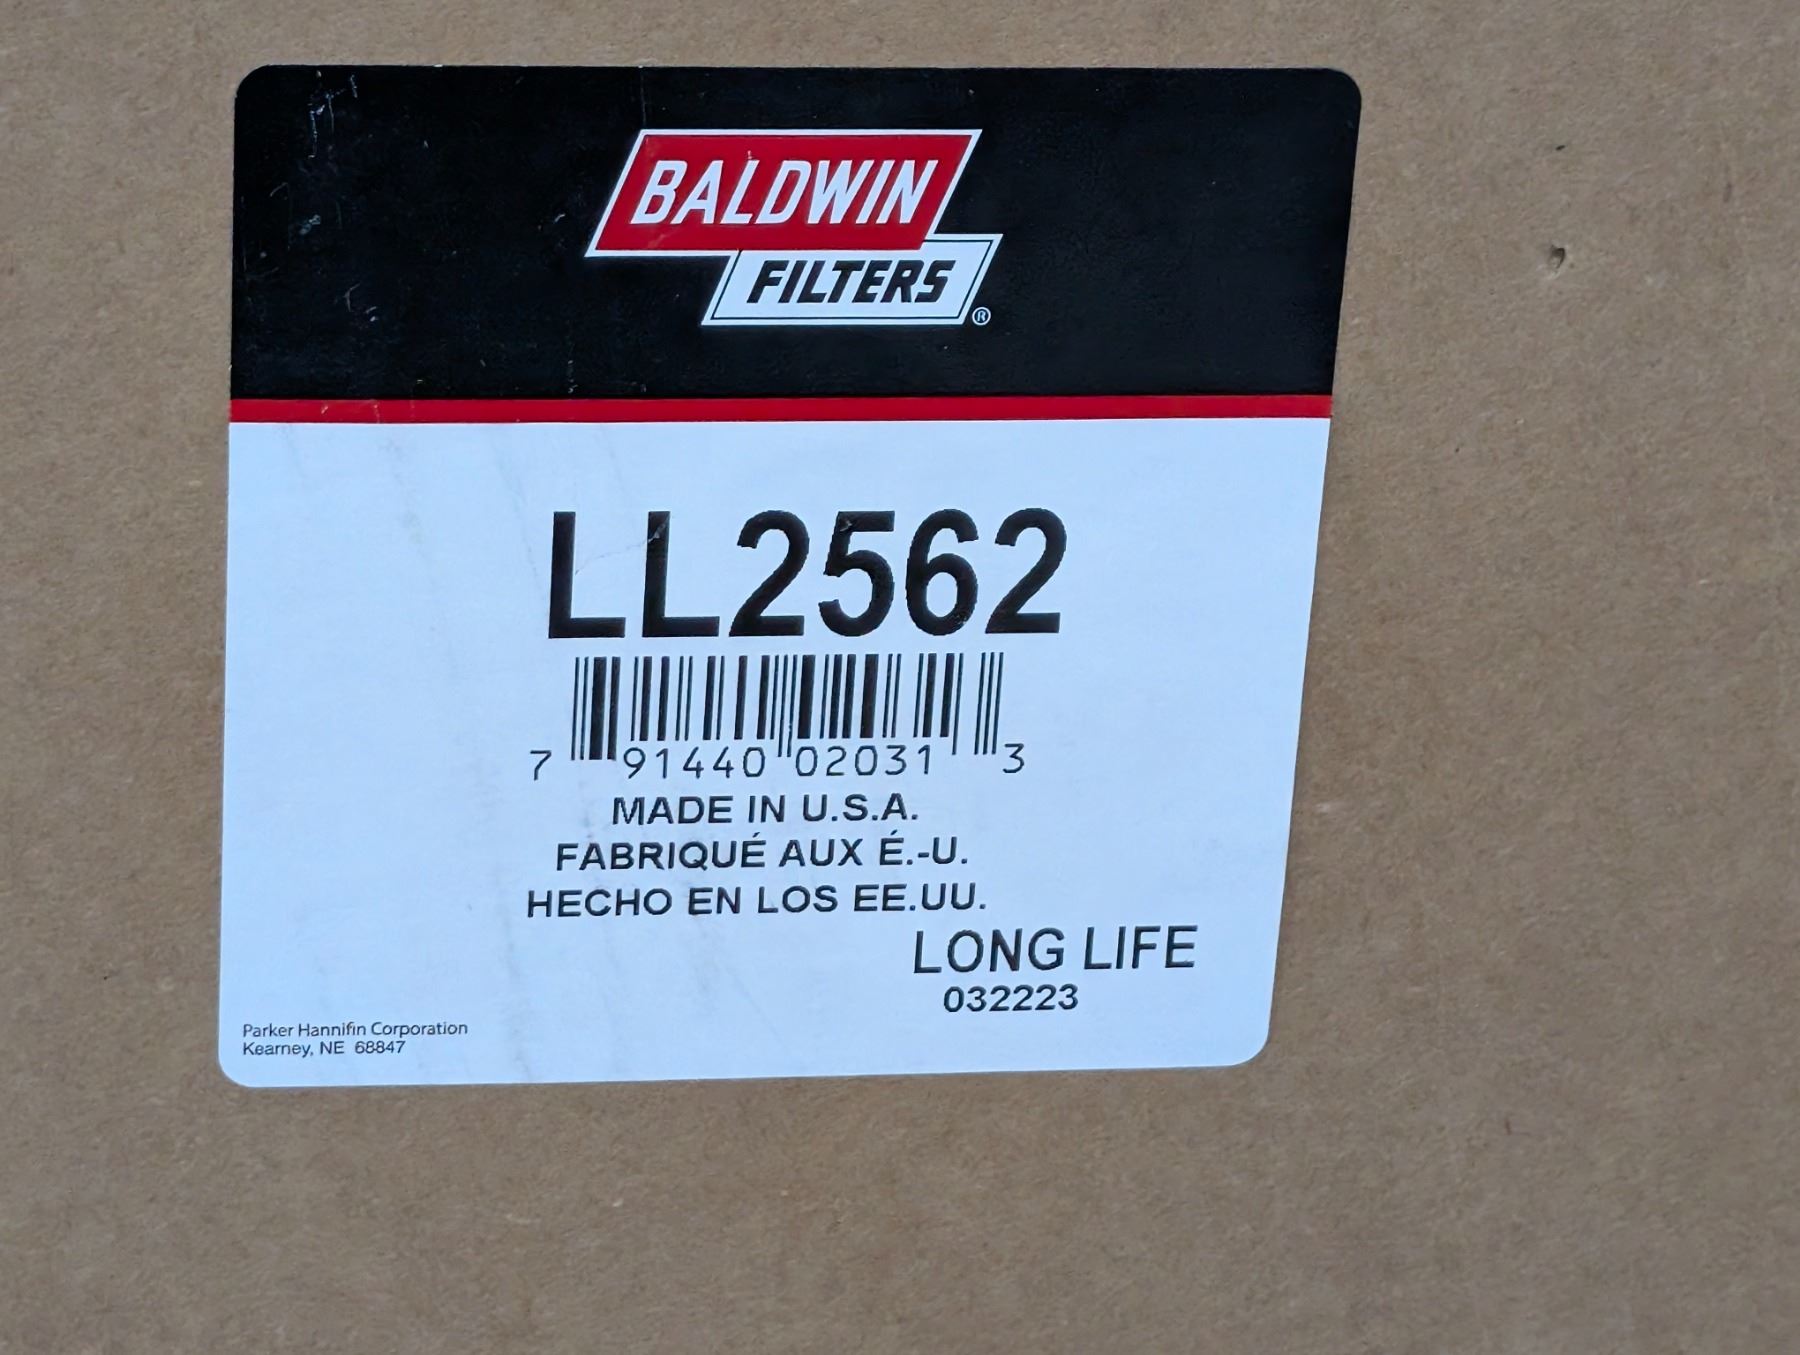 BALDWIN
FILTERS®
LL2562
7 91440 02031 3
MADE IN U.S.A.
FABRIQUÉ AUX É.-U.
HECHO EN LOS EE.UU.
LONG LIFE
032223
Parker Hannifin Corporation
Kearney, NE 68847